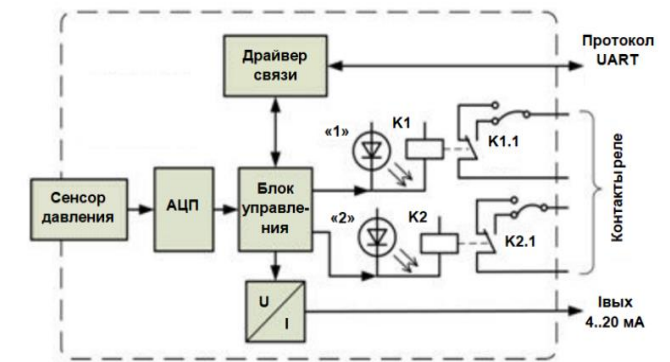 Драйвер
связи
Протокол
UART
«1»
K1
K1.1
Сенсор
давления
АЦП
Блок
управле-
ния
«2»
K2
K2.1
Контакты реле
U
I
Iвых
4..20 мА